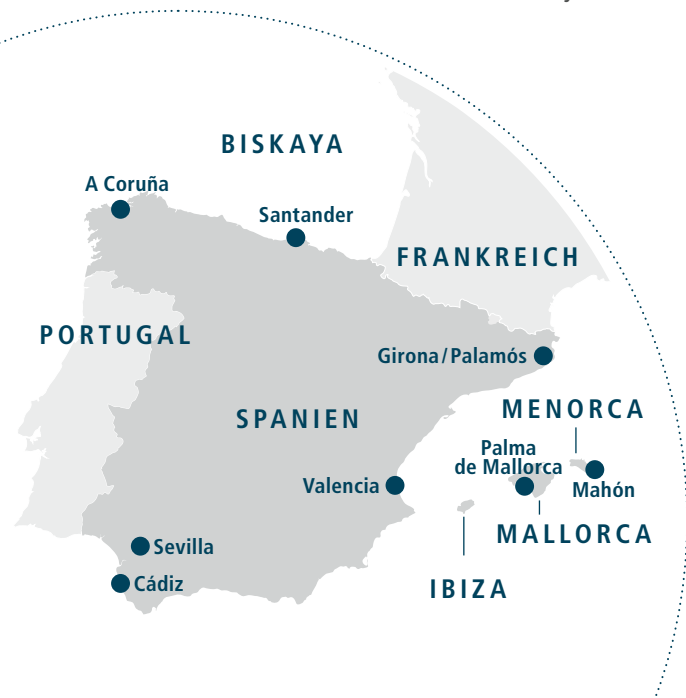 BISKAYA
A Coruña
Santander
FRANKREICH
PORTUGAL
Girona/Palamós
MENORCA
SPANIEN
Palma
de Mallorca
Valencia
Mahón
MALLORCA
Sevilla
Cádiz
IBIZA